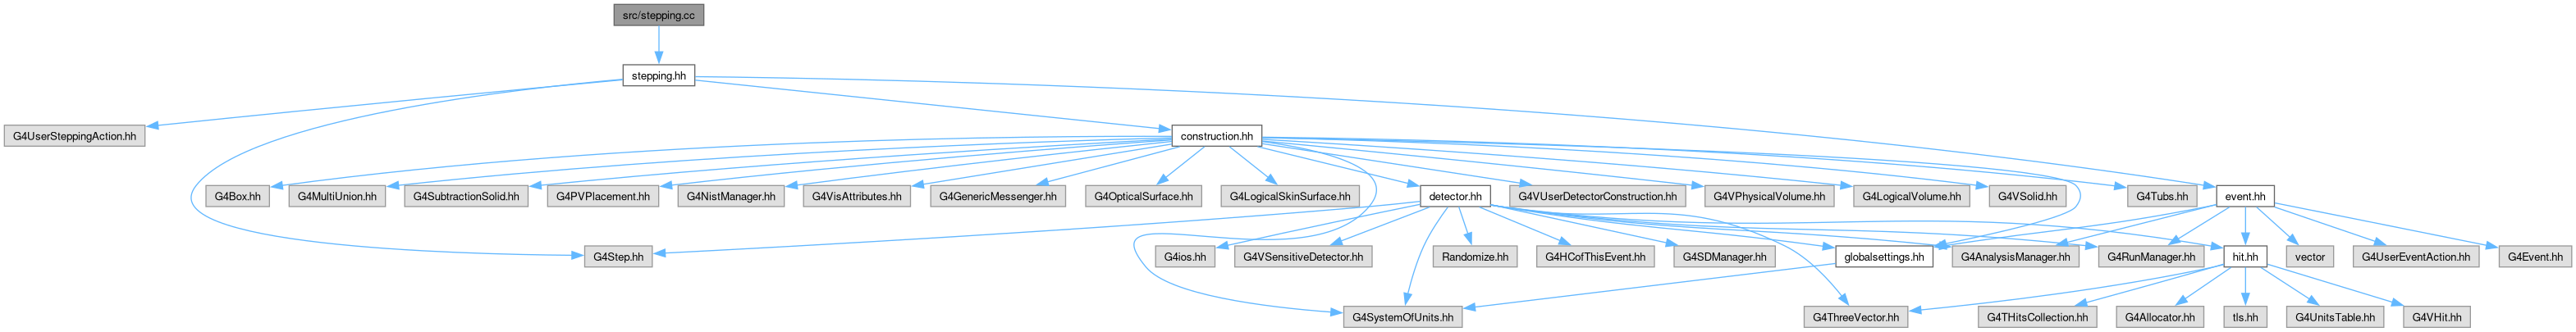 src/stepping.cc
stepping.hh
G4UserSteppingAction.hh
construction.hh
G4Box.hh
G4MultiUnion.hh
G4SubtractionSolid.hh
G4PVPlacement.hh
G4NistManager.hh
G4VisAttributes.hh
G4GenericMessenger.hh
G4OpticalSurface.hh
G4LogicalSkinSurface.hh
detector.hh
G4VUserDetectorConstruction.hh
G4VPhysicalVolume.hh
G4LogicalVolume.hh
G4VSolid.hh
G4Tubs.hh
event.hh
G4Step.hh
G4ios.hh
G4VSensitiveDetector.hh
Randomize.hh
G4HCofThisEvent.hh
G4SDManager.hh
globalsettings.hh
G4AnalysisManager.hh
G4RunManager.hh
hit.hh
vector
G4UserEventAction.hh
G4Event.hh
G4SystemOfUnits.hh
G4ThreeVector.hh
G4THitsCollection.hh
G4Allocator.hh
tls.hh
G4UnitsTable.hh
G4VHit.hh